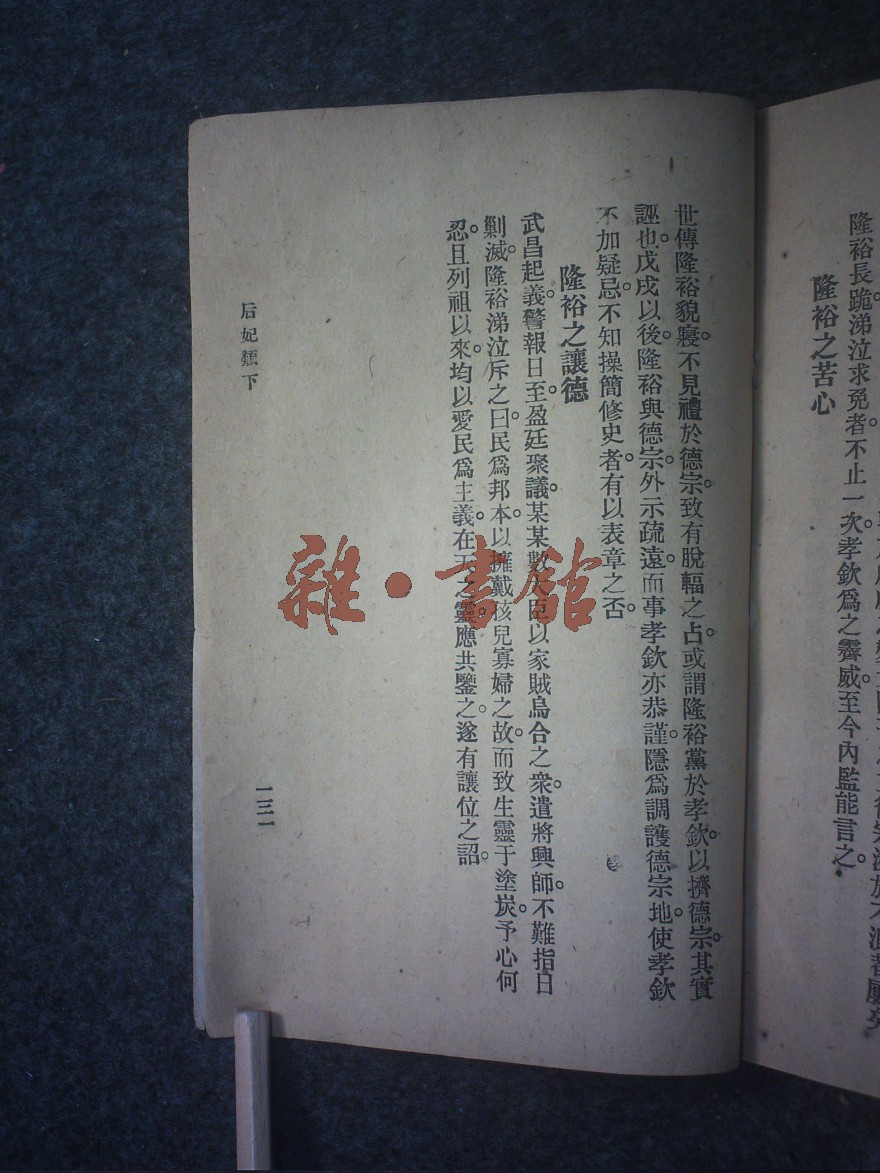 隆裕長跪涕泣求免者不止一次。孝欽爲之霽威。至今內監能言之。
隆裕之苦心
世傳隆裕貌寢。不見禮於德宗。致有脫輻之占。或謂隆裕黨於孝欽。以擠德宗。其實
誣也。戊戌以後。隆裕與德宗。外示疏遠。而事孝欽亦恭謹。隱爲調護德宗地。使孝欽
不加疑忌。不知操簡修史者。有以表章之否。
隆裕之讓德
武昌起義。警報日至。盈廷聚議。某某數大臣以家賊烏合之衆。遣將興師。不難指日
剿滅。隆裕涕泣斥之曰。民爲邦本。以擁戴孩兒寡婦之故。而致生靈于塗炭。予心何
忍。且列祖以來。均以愛民爲主義。在天之靈。應共鑒之。遂有讓位之詔。
后妃類下
一三一
雜·書館